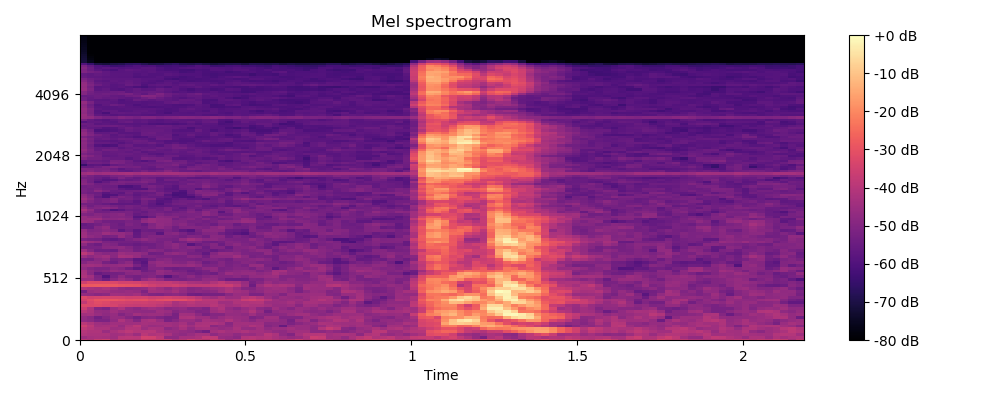 Mel spectrogram
+0 dB
-10 dB
-20 dB
-30 dB
-40 dB
-50 dB
-60 dB
-70 dB
-80 dB
Hz
4096
2048
1024
512
0
0 0.5 1 1.5 2
Time